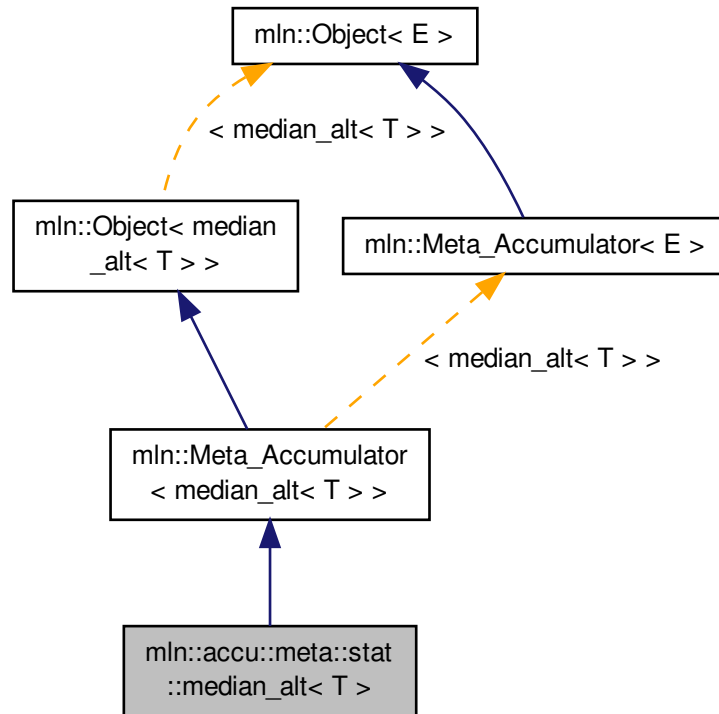 mln::Object< E >
< median_alt< T > >
mln::Object< median
_alt< T > >
mln::Meta_Accumulator< E >
< median_alt< T > >
mln::Meta_Accumulator
< median_alt< T > >
mln::accu::meta::stat
::median_alt< T >